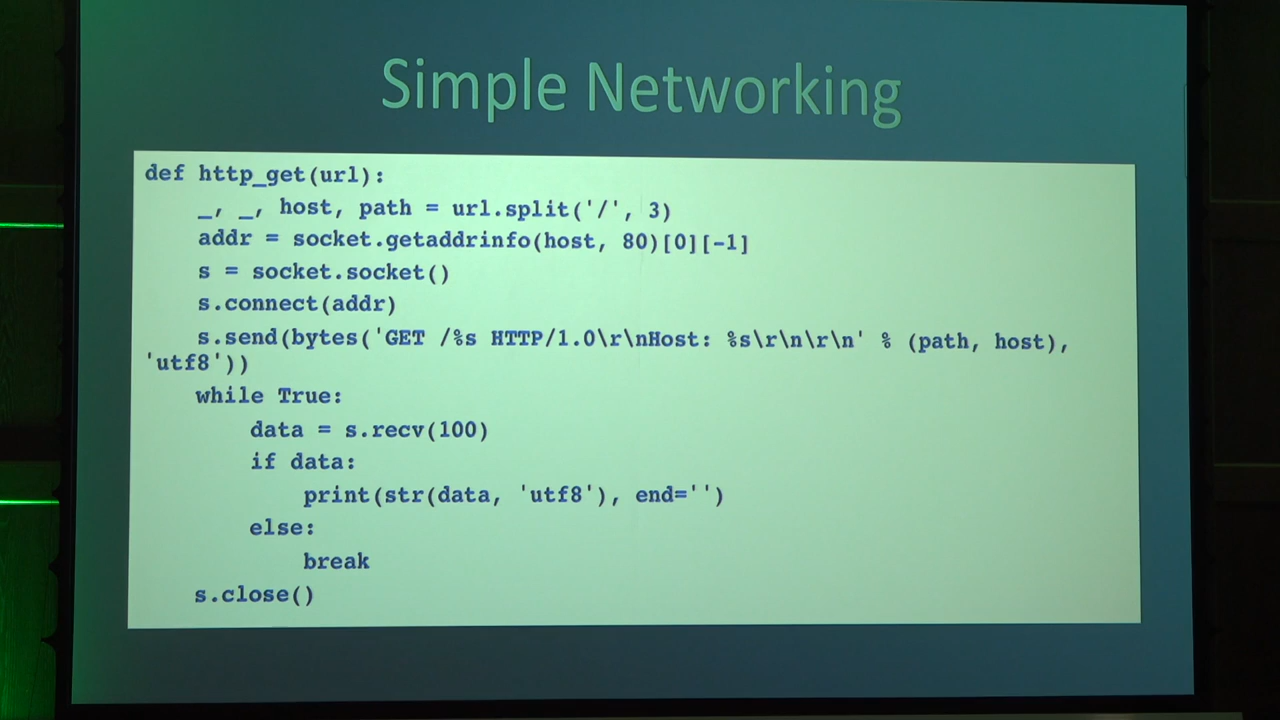 Simple Networking
def http_get(url):
    _, _, host, path = url.split('/', 3)
    addr = socket.getaddrinfo(host, 80)[0][-1]
    s = socket.socket()
    s.connect(addr)
    s.send(bytes('GET /%s HTTP/1.0\r\nHost: %s\r\n\r\n' % (path, host),
'utf8'))
    while True:
        data = s.recv(100)
        if data:
            print(str(data, 'utf8'), end='')
        else:
            break
    s.close()